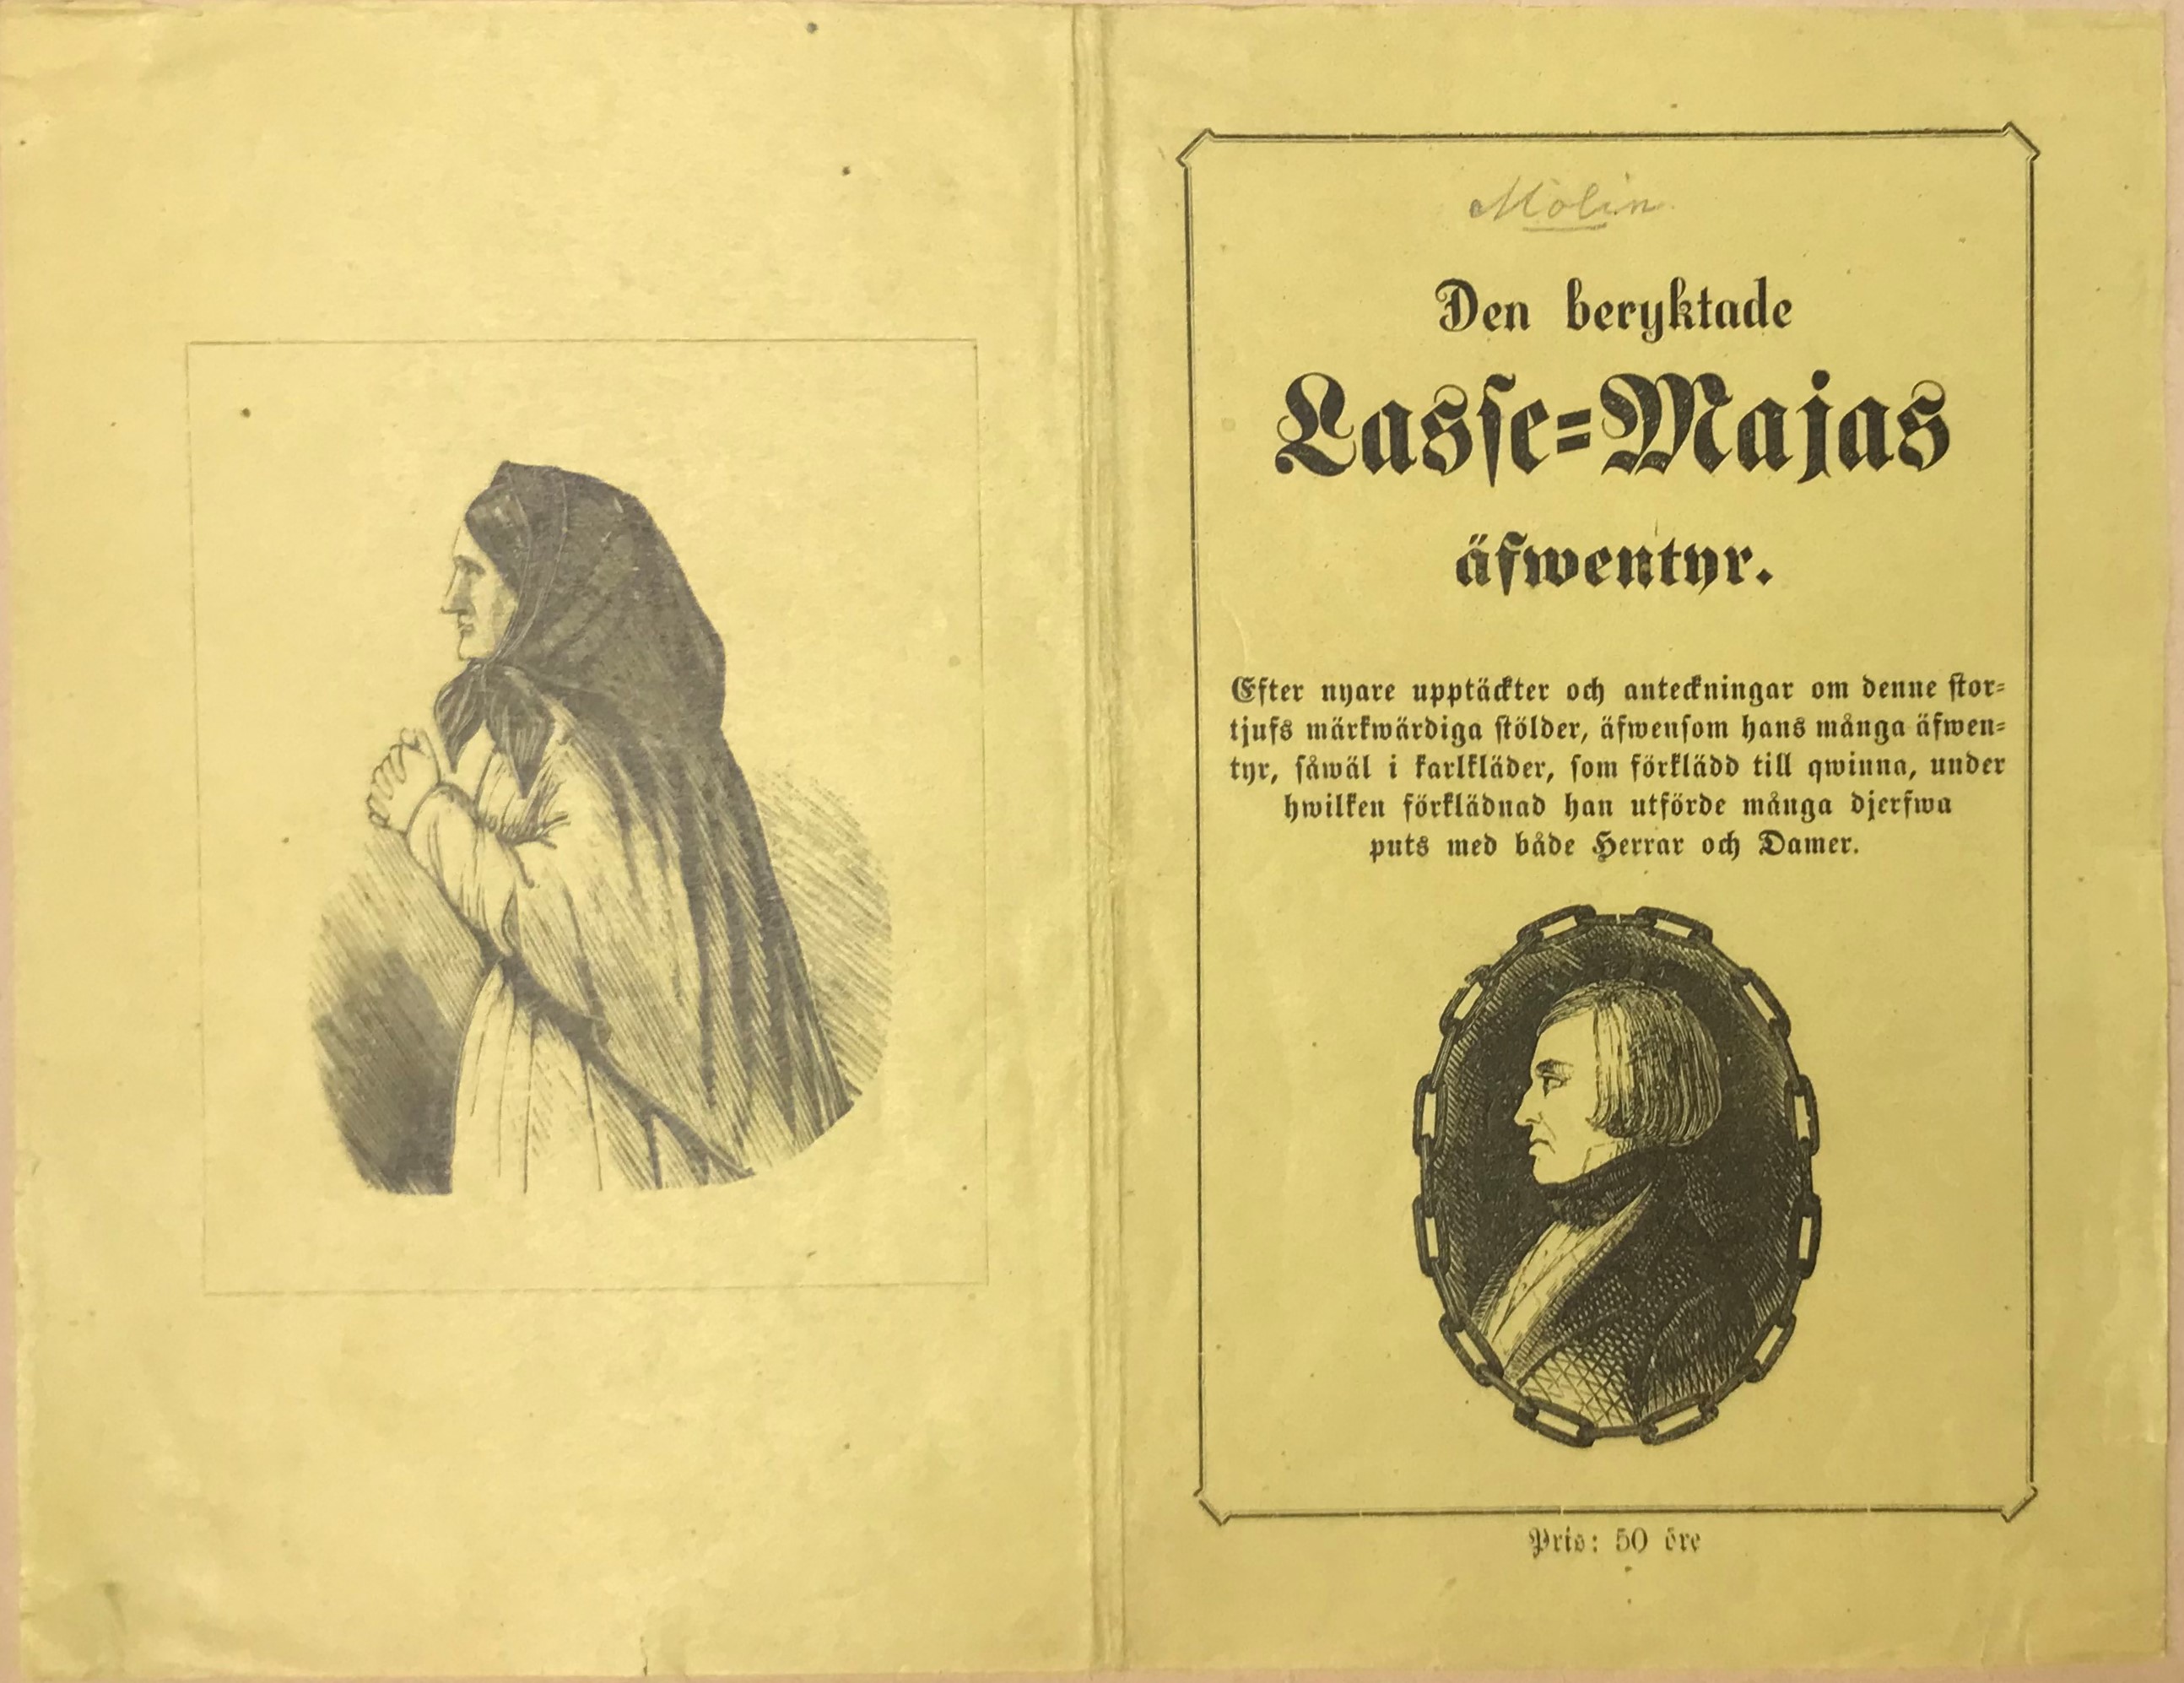 Molin
Den beryktade
Lasse-Majas
äfwentyr.
Efter nyare upptäckter och anteckningar om denne stor-
tjufs märkwärdiga stölder, äfwensom hans många äfwen-
tyr, såwäl i karlkläder, som förklädd till qwinna, under
hwilken förklädnad han utförde många djerfwa
puts med både Herrar och Damer.
Pris: 50 öre